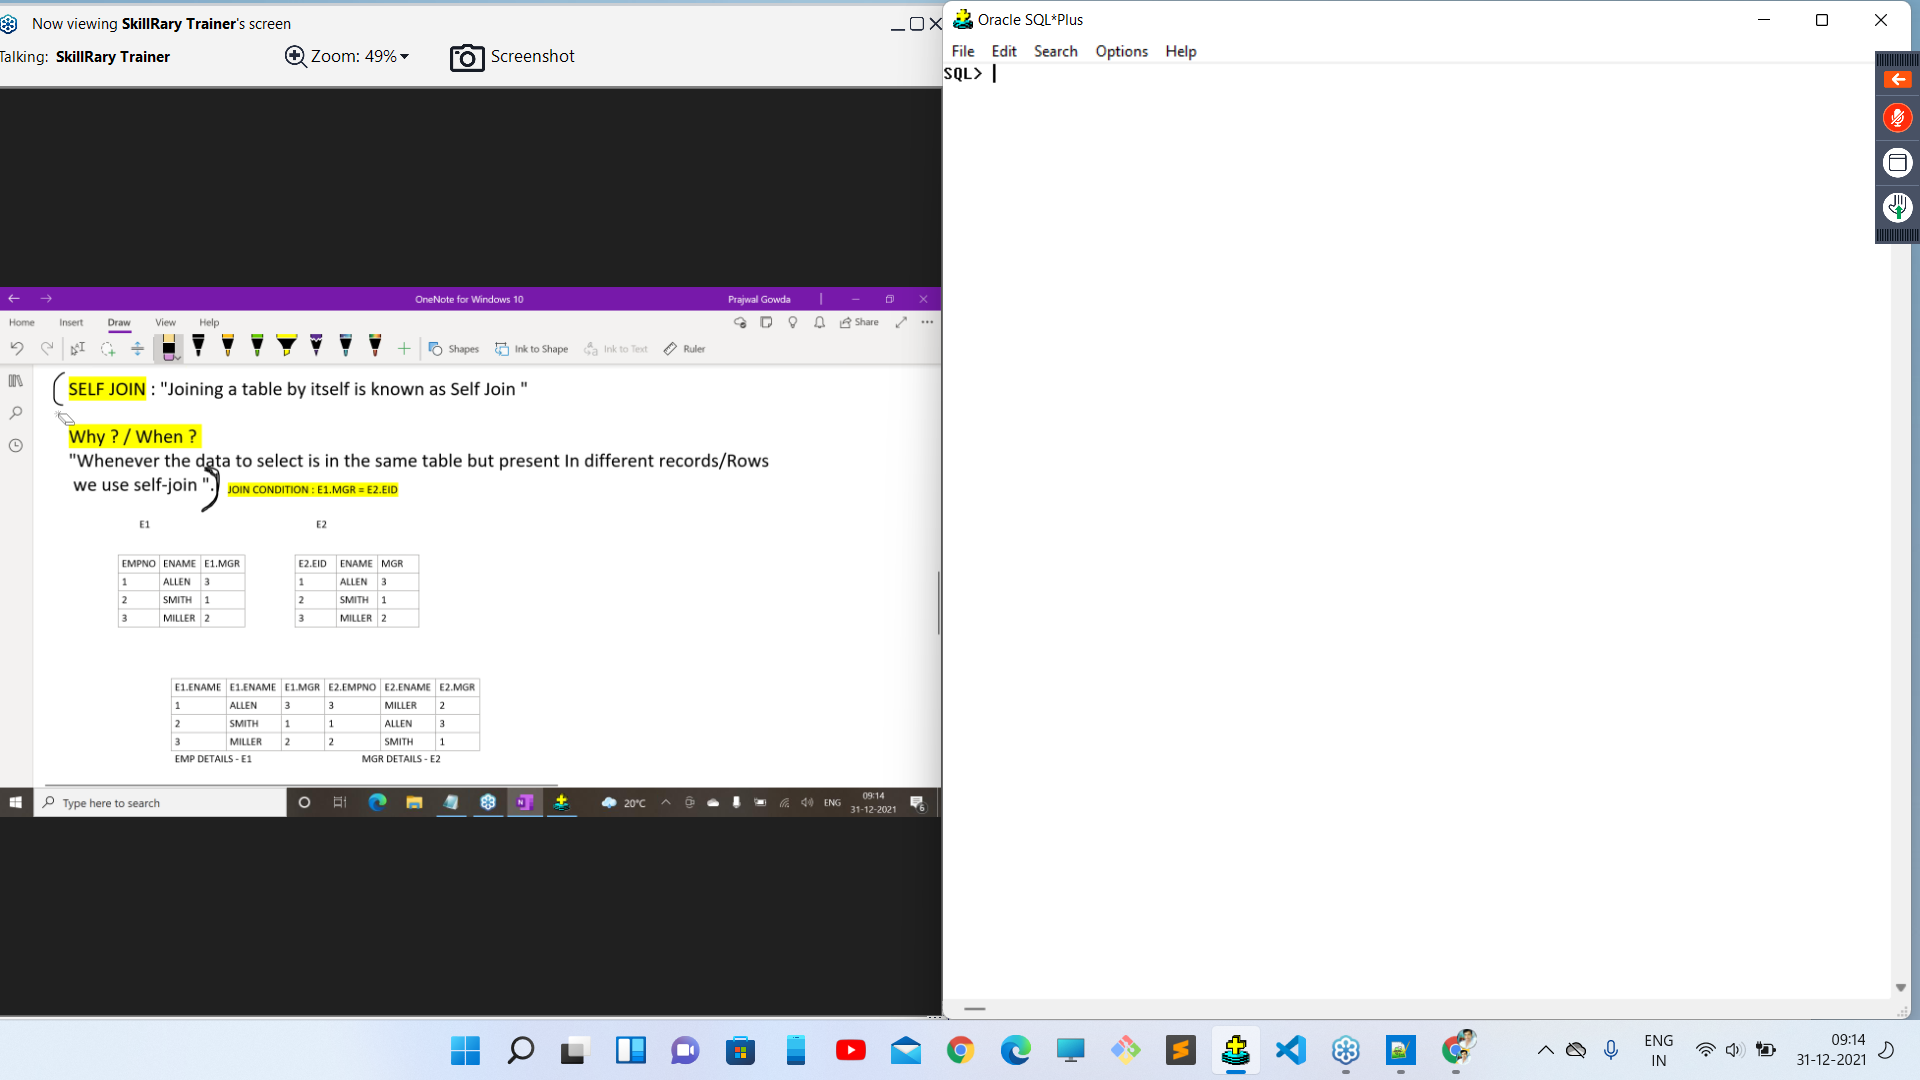 Now viewing SkillRary Trainer's screen
Talking: SkillRary Trainer
Zoom: 49%
Screenshot
OneNote for Windows 10
Prajwal Gowda
Home Insert Draw View Help
Share
Shapes Ink to Shape Ink to Text Ruler
SELF JOIN : "Joining a table by itself is known as Self Join "
Why ? / When ?
"Whenever the data to select is in the same table but present In different records/Rows
we use self-join ".
JOIN CONDITION : E1.MGR = E2.EID
E1 E2
EMPNO ENAME E1.MGR
1 ALLEN 3
2 SMITH 1
3 MILLER 2
E2.EID ENAME MGR
1 ALLEN 3
2 SMITH 1
3 MILLER 2
E1.ENAME E1.ENAME E1.MGR E2.EMPNO E2.ENAME E2.MGR
1 ALLEN 3 3 MILLER 2
2 SMITH 1 1 ALLEN 3
3 MILLER 2 2 SMITH 1
EMP DETAILS - E1 MGR DETAILS - E2
Type here to search
20°C
ENG
09:14
31-12-2021
6
Oracle SQL*Plus
File Edit Search Options Help
SQL>
ENG
IN
09:14
31-12-2021